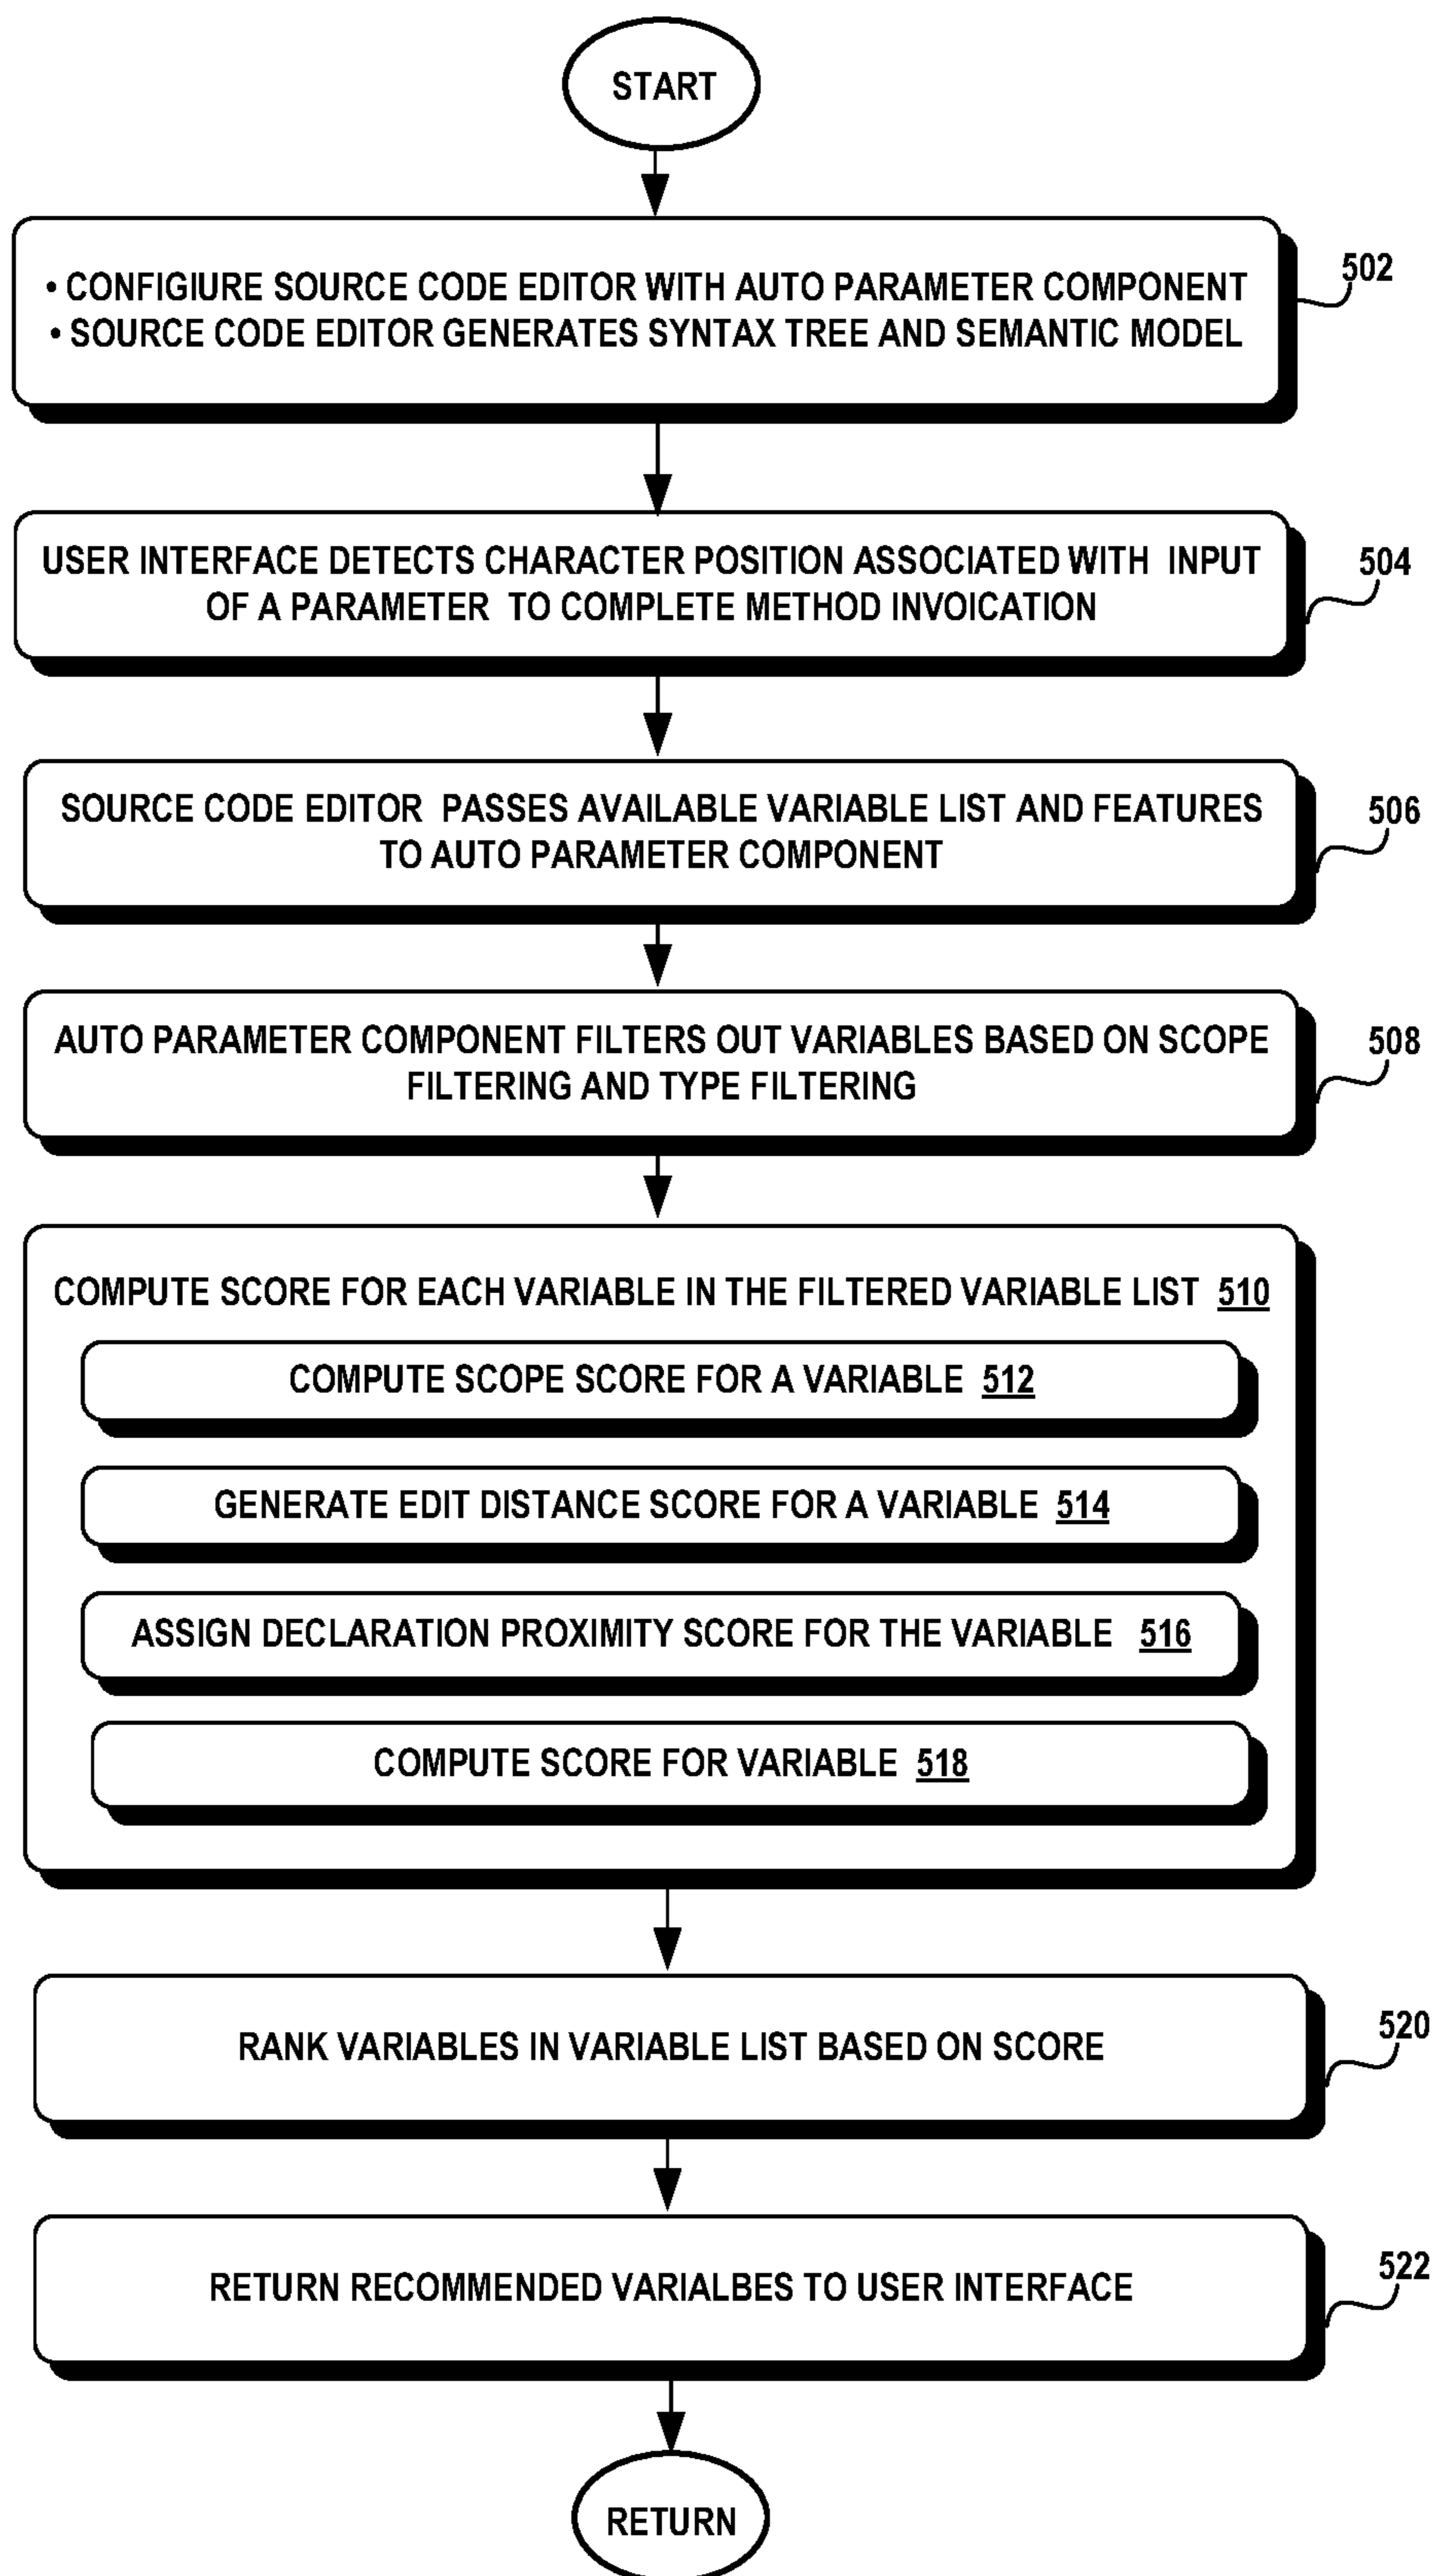 START
• CONFIGIURE SOURCE CODE EDITOR WITH AUTO PARAMETER COMPONENT
• SOURCE CODE EDITOR GENERATES SYNTAX TREE AND SEMANTIC MODEL
502
USER INTERFACE DETECTS CHARACTER POSITION ASSOCIATED WITH INPUT
OF A PARAMETER TO COMPLETE METHOD INVOICATION
504
SOURCE CODE EDITOR PASSES AVAILABLE VARIABLE LIST AND FEATURES
TO AUTO PARAMETER COMPONENT
506
AUTO PARAMETER COMPONENT FILTERS OUT VARIABLES BASED ON SCOPE
FILTERING AND TYPE FILTERING
508
COMPUTE SCORE FOR EACH VARIABLE IN THE FILTERED VARIABLE LIST 510
COMPUTE SCOPE SCORE FOR A VARIABLE 512
GENERATE EDIT DISTANCE SCORE FOR A VARIABLE 514
ASSIGN DECLARATION PROXIMITY SCORE FOR THE VARIABLE 516
COMPUTE SCORE FOR VARIABLE 518
RANK VARIABLES IN VARIABLE LIST BASED ON SCORE
520
RETURN RECOMMENDED VARIALBES TO USER INTERFACE
522
RETURN